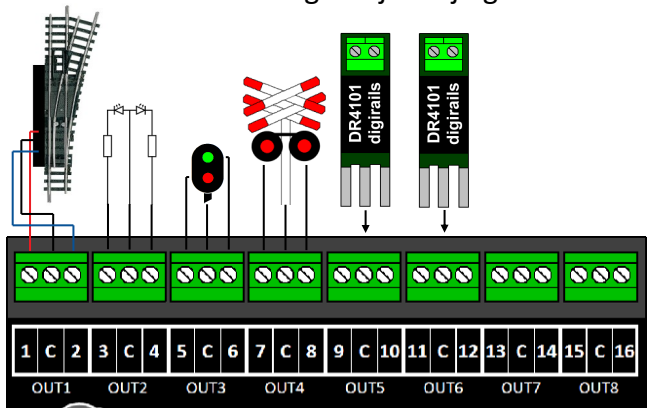 DR4101
digirails
DR4101
digirails
1 C 2 3 C 4 5 C 6 7 C 8 9 C 10 11 C 12 13 C 14 15 C 16
OUT1 OUT2 OUT3 OUT4 OUT5 OUT6 OUT7 OUT8